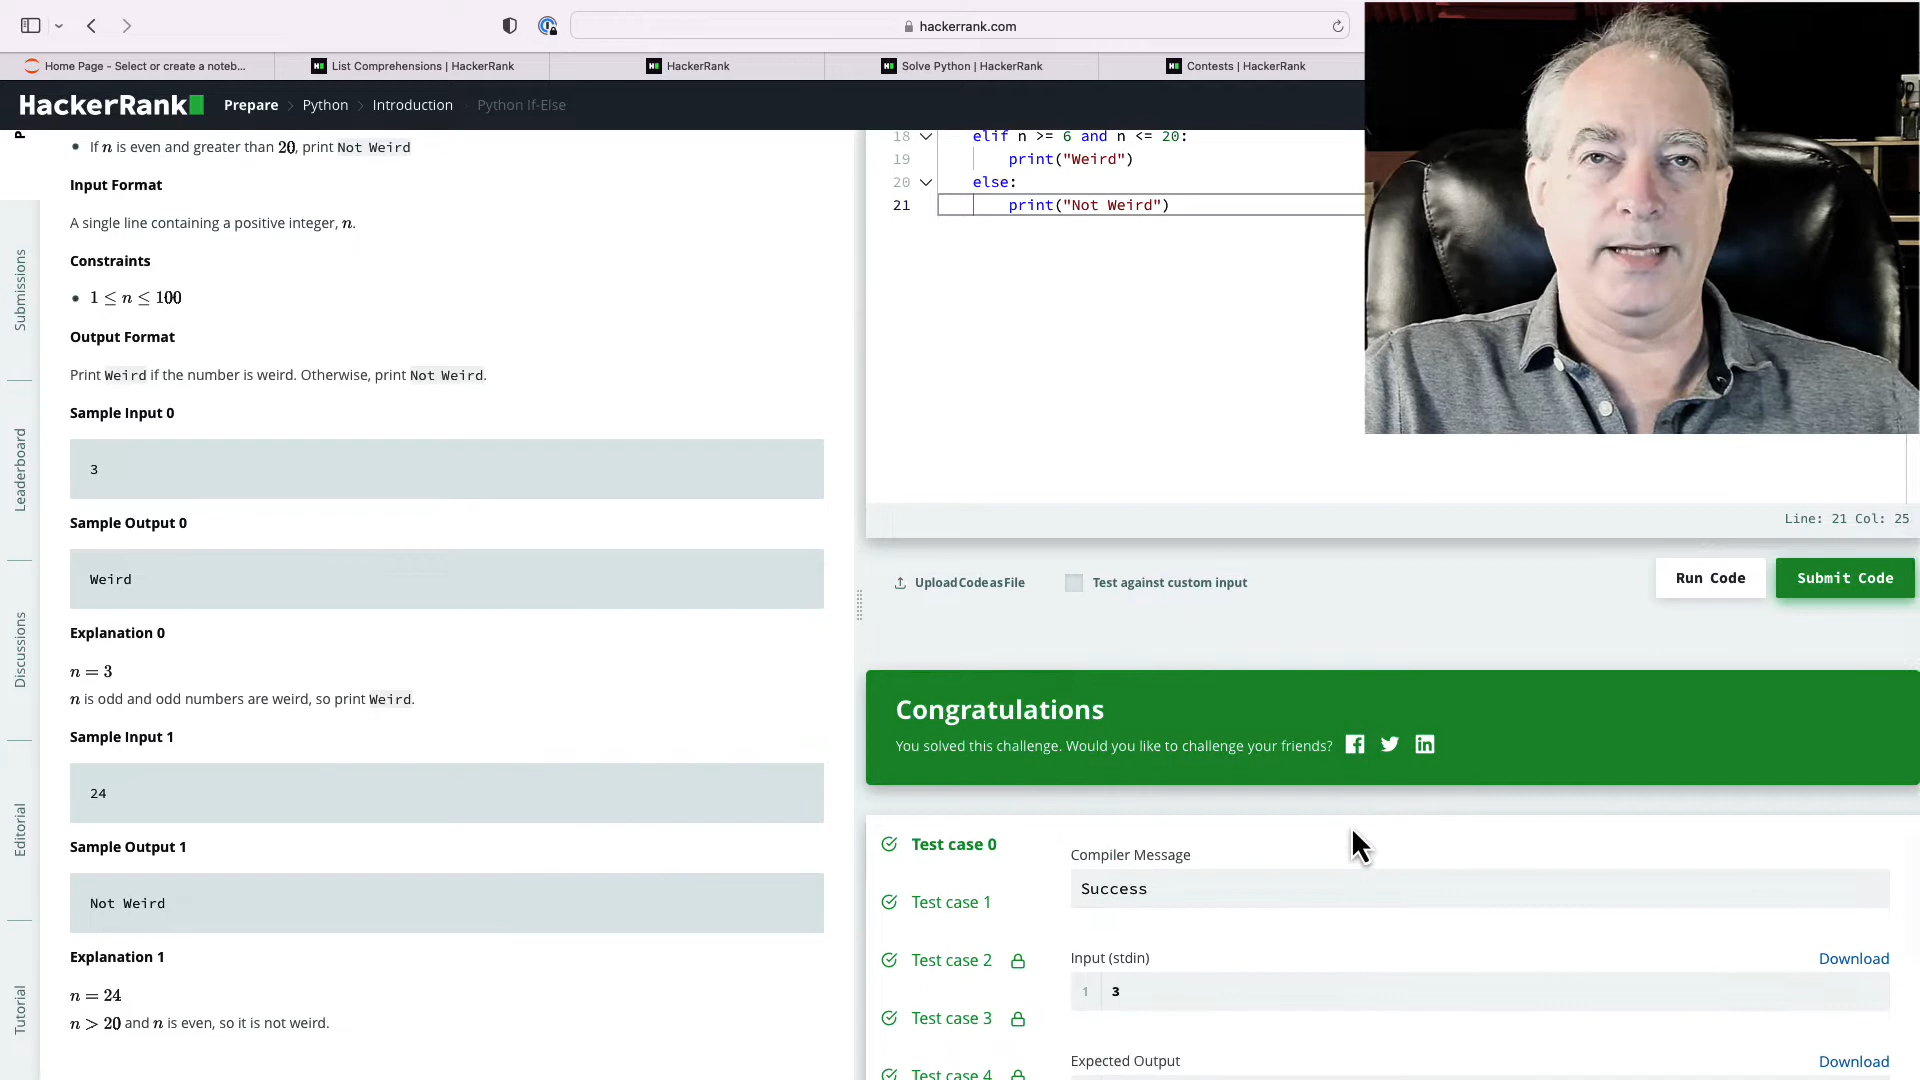 hackerrank.com
Home Page - Select or create a noteb...
List Comprehensions | HackerRank
HackerRank
Solve Python | HackerRank
Contests | HackerRank
HackerRank
Prepare > Python > Introduction > Python If-Else
Submissions
Leaderboard
Discussions
Editorial
Tutorial
• If n is even and greater than 20, print Not Weird
Input Format
A single line containing a positive integer, n.
Constraints
• 1 ≤ n ≤ 100
Output Format
Print Weird if the number is weird. Otherwise, print Not Weird.
Sample Input 0
3
Sample Output 0
Weird
Explanation 0
n = 3
n is odd and odd numbers are weird, so print Weird.
Sample Input 1
24
Sample Output 1
Not Weird
Explanation 1
n = 24
n > 20 and n is even, so it is not weird.
18 elif n >= 6 and n <= 20:
19 print("Weird")
20 else:
21 print("Not Weird")
Line: 21 Col: 25
Upload Code as File
Test against custom input
Run Code
Submit Code
Congratulations
You solved this challenge. Would you like to challenge your friends?
Test case 0
Test case 1
Test case 2
Test case 3
Test case 4
Compiler Message
Success
Input (stdin)
Download
1 3
Expected Output
Download